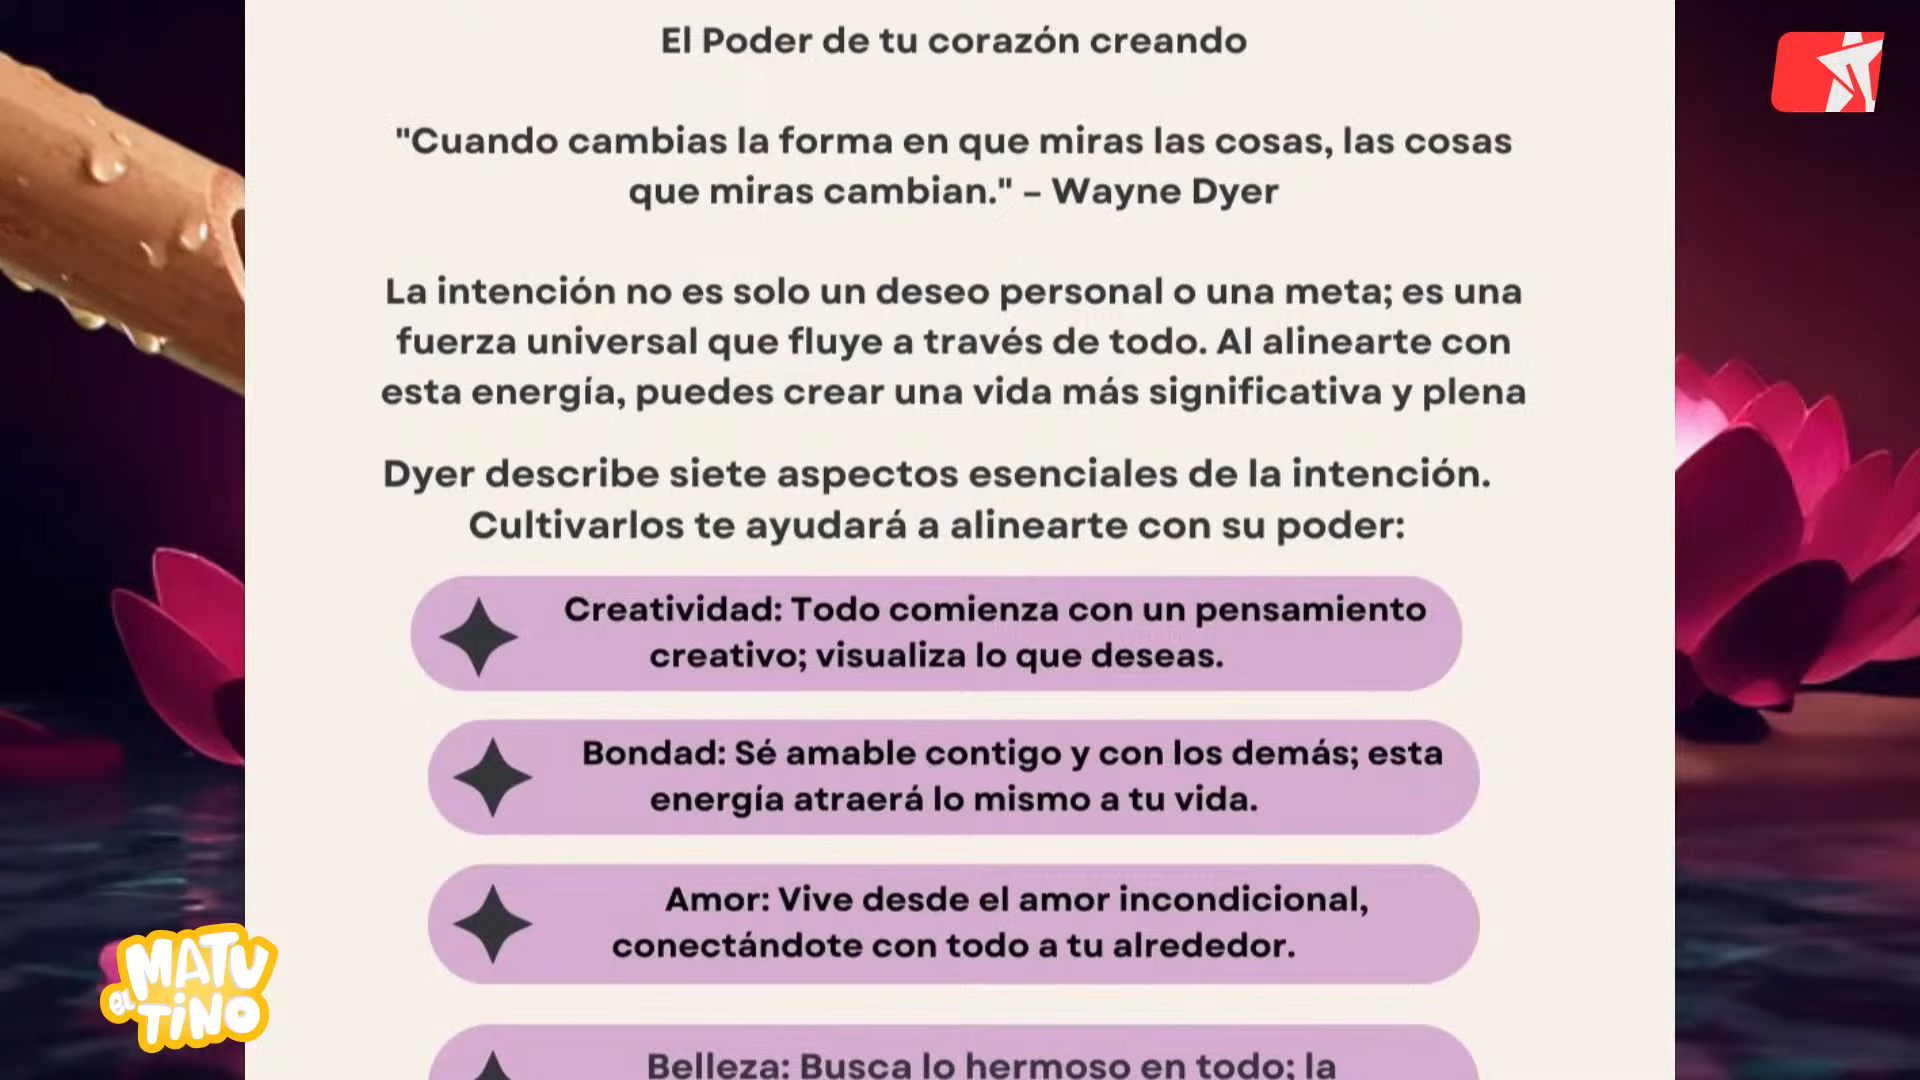 El Poder de tu corazón creando
"Cuando cambias la forma en que miras las cosas, las cosas
que miras cambian." – Wayne Dyer
La intención no es solo un deseo personal o una meta; es una
fuerza universal que fluye a través de todo. Al alinearte con
esta energía, puedes crear una vida más significativa y plena
Dyer describe siete aspectos esenciales de la intención.
Cultivarlos te ayudará a alinearte con su poder:
Creatividad: Todo comienza con un pensamiento
creativo; visualiza lo que deseas.
Bondad: Sé amable contigo y con los demás; esta
energía atraerá lo mismo a tu vida.
Amor: Vive desde el amor incondicional,
conectándote con todo a tu alrededor.
Belleza: Busca lo hermoso en todo; la
EL MATU
TINO